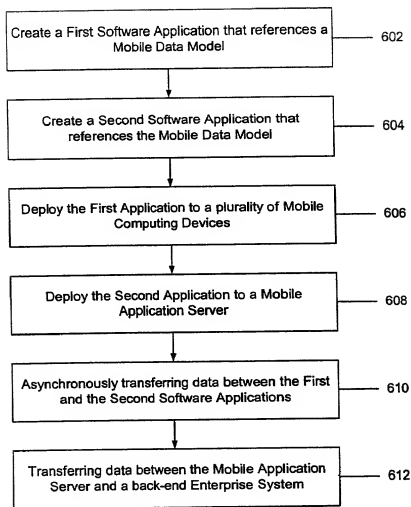 Create a First Software Application that references a
Mobile Data Model
602
Create a Second Software Application that
references the Mobile Data Model
604
Deploy the First Application to a plurality of Mobile
Computing Devices
606
Deploy the Second Application to a Mobile
Application Server
608
Asynchronously transferring data between the First
and the Second Software Applications
610
Transferring data between the Mobile Application
Server and a back-end Enterprise System
612